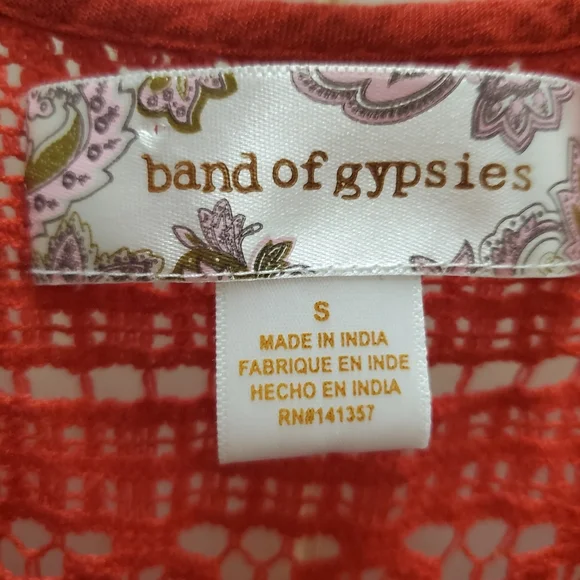 band of gypsies
S
MADE IN INDIA
FABRIQUE EN INDE
HECHO EN INDIA
RN#141357